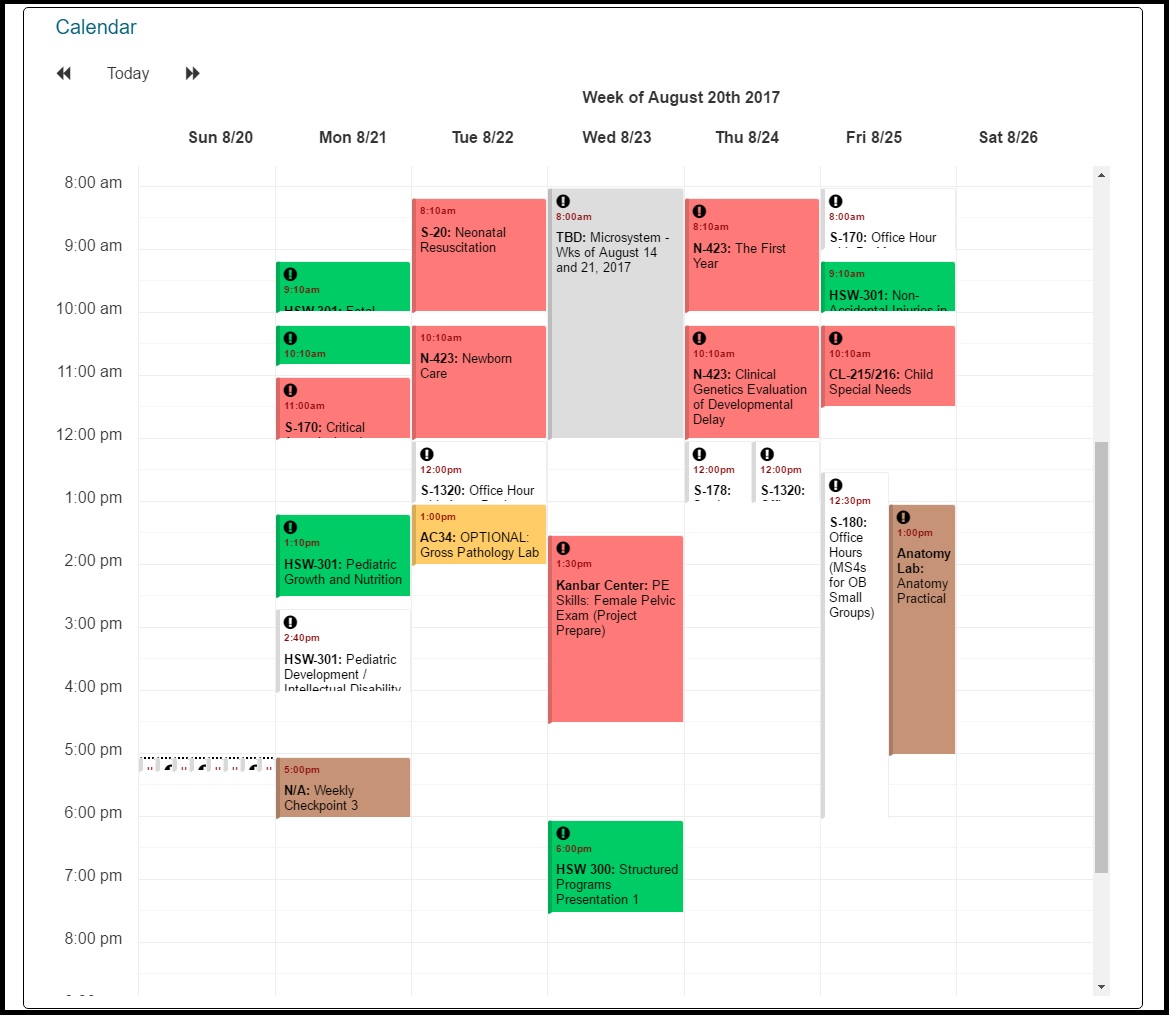 Calendar
Today
Week of August 20th 2017
Sun 8/20
Mon 8/21
Tue 8/22
Wed 8/23
Thu 8/24
Fri 8/25
Sat 8/26
8:00 am
9:00 am
10:00 am
11:00 am
12:00 pm
1:00 pm
2:00 pm
3:00 pm
4:00 pm
5:00 pm
6:00 pm
7:00 pm
8:00 pm
9:10am
HSW-301: Fetal
10:10am
11:00am
S-170: Critical
1:10pm
HSW-301: Pediatric
Growth and Nutrition
2:40pm
HSW-301: Pediatric
Development /
Intellectual Disability
5:00pm
N/A: Weekly
Checkpoint 3
8:10am
S-20: Neonatal
Resuscitation
10:10am
N-423: Newborn
Care
12:00pm
S-1320: Office Hour
1:00pm
AC34: OPTIONAL:
Gross Pathology Lab
8:00am
TBD: Microsystem -
Wks of August 14
and 21, 2017
1:30pm
Kanbar Center: PE
Skills: Female Pelvic
Exam (Project
Prepare)
6:00pm
HSW 300: Structured
Programs
Presentation 1
8:10am
N-423: The First
Year
10:10am
N-423: Clinical
Genetics Evaluation
of Developmental
Delay
12:00pm
S-178:
12:00pm
S-1320:
8:00am
S-170: Office Hour
9:10am
HSW-301: Non-
Accidental Injuries in
10:10am
CL-215/216: Child
Special Needs
12:30pm
S-180:
Office
Hours
(MS4s
for OB
Small
Groups)
1:00pm
Anatomy
Lab:
Anatomy
Practical